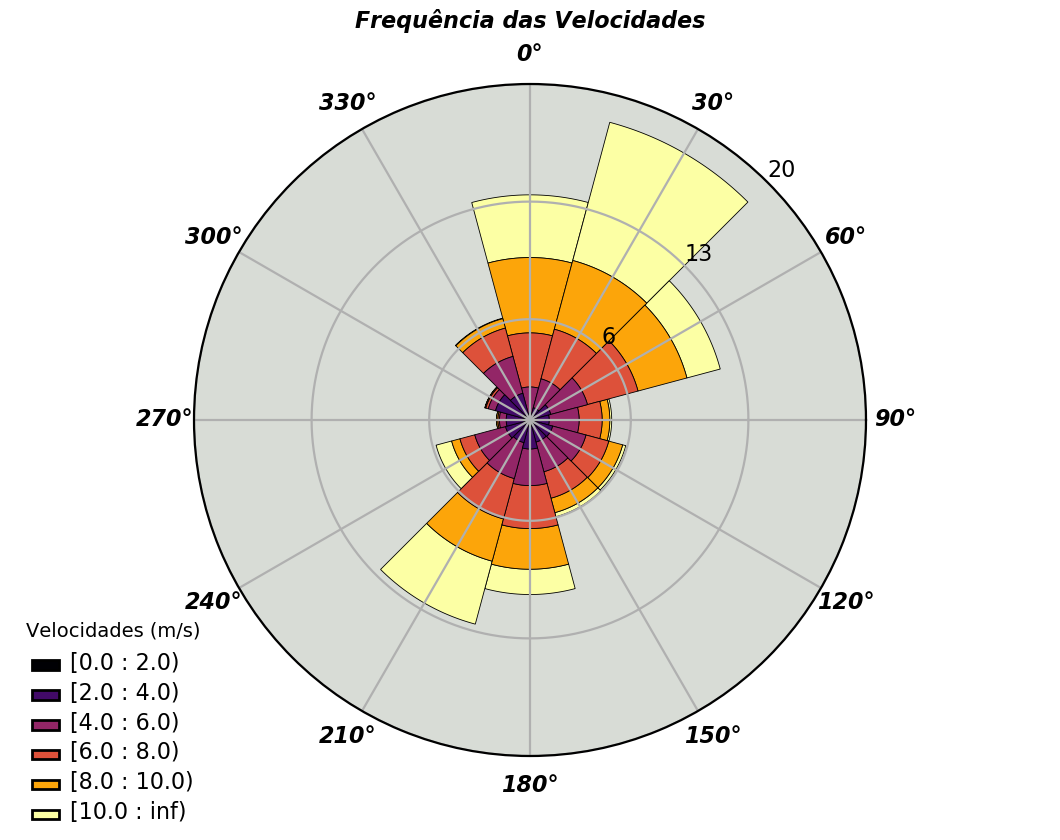 Frequência das Velocidades
0°
330°
30°
20
300°
60°
13
6
270°
90°
240°
120°
210°
150°
180°
Velocidades (m/s)
[0.0 : 2.0)
[2.0 : 4.0)
[4.0 : 6.0)
[6.0 : 8.0)
[8.0 : 10.0)
[10.0 : inf)